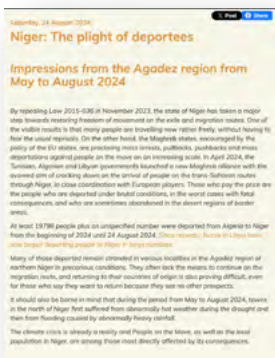 Saturday, 24 August 2024
Post
Share
Niger: The plight of deportees
Impressions from the Agadez region from
May to August 2024
By repealing Law 2015-036 in November 2023, the state of Niger has taken a major
step towards restoring freedom of movement on the exile and migration routes. One of
the visible results is that many people are travelling now rather freely, without having to
fear the usual reprisals. On the other hand, the Maghreb states, encouraged by the
policy of the EU states, are practicing mass arrests, pullbacks, pushbacks and mass
deportations against people on the move on an increasing scale. In April 2024, the
Tunisian, Algerian and Libyan governments launched a new Maghreb alliance with the
avowed aim of cracking down on the arrival of people on the trans-Saharan routes
through Niger, in close coordination with European players. Those who pay the price are
the people who are deported under brutal conditions, in the worst cases with fatal
consequences, and who are sometimes abandoned in the desert regions of border
areas.
At least 19798 people plus an unspecified number were deported from Algeria to Niger
from the beginning of 2024 until 24 August 2024. in Libya have
now begun deporting people to Niger in large numbers.
Many of those deported remain stranded in various localities in the Agadez region of
northern Niger in precarious conditions. They often lack the means to continue on the
migration route, and returning to their countries of origin is also proving difficult, even
for those who say they want to return because they see no other prospects.
It should also be borne in mind that during the period from May to August 2024, towns
in the north of Niger first suffered from abnormally hot weather during the drought and
then from flooding caused by abnormally heavy rainfall.
The climate crisis is already a reality and People on the Move, as well as the local
population in Niger, are among those most directly affected by its consequences.